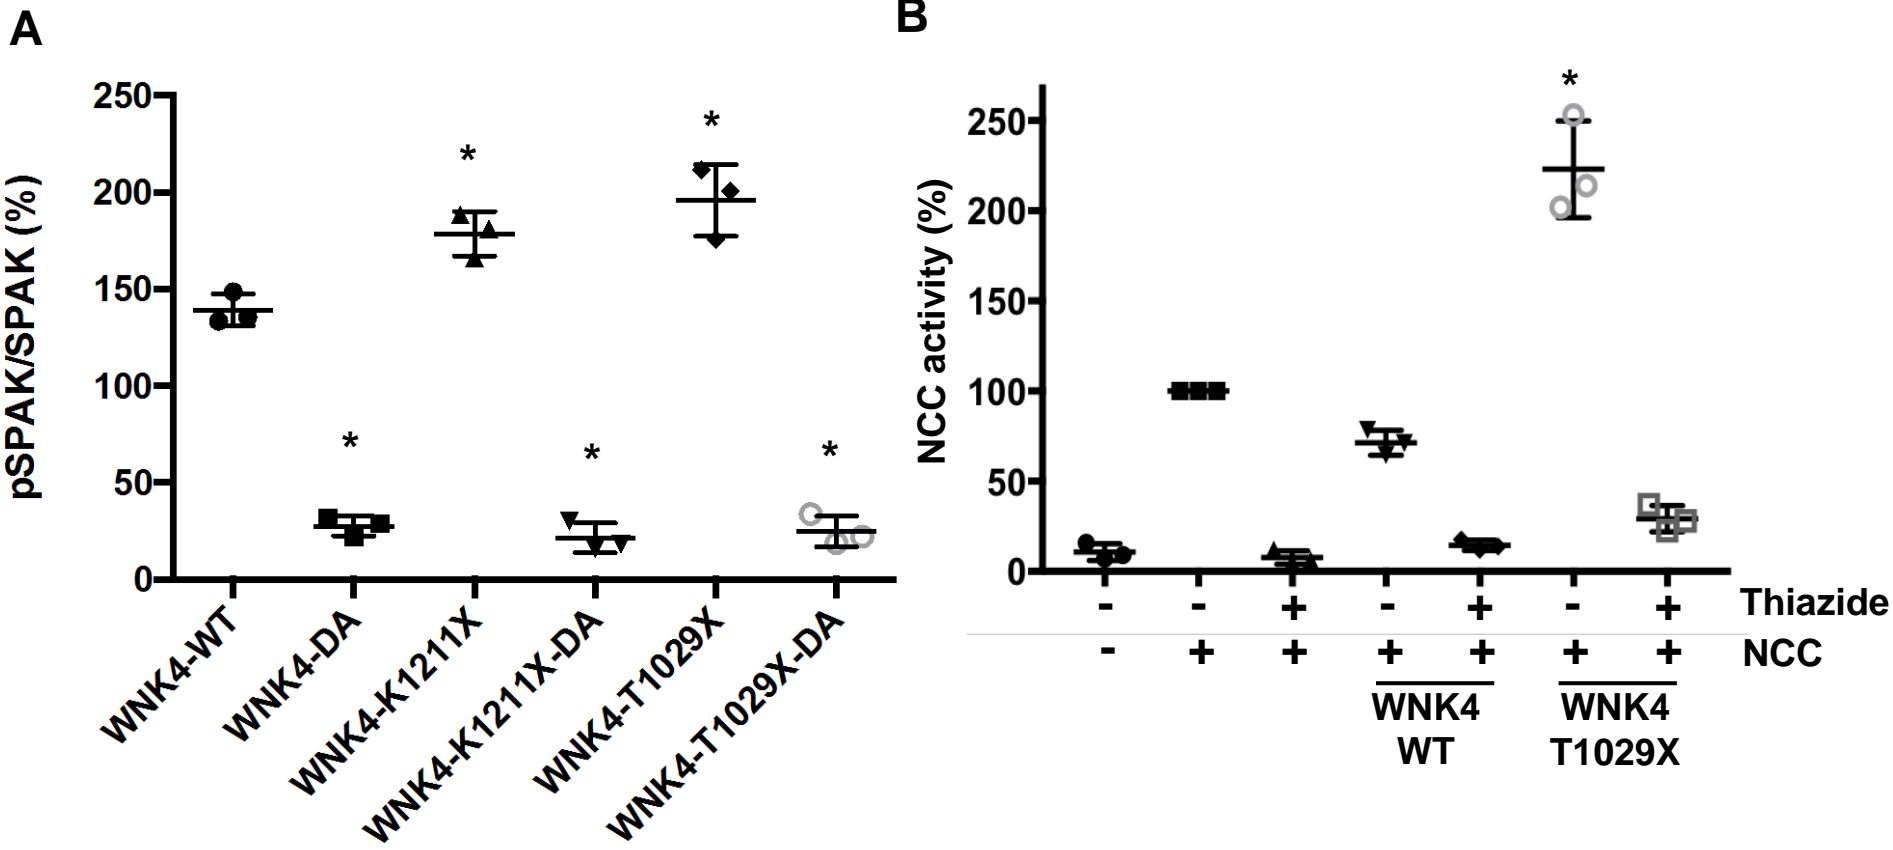 A
pSPAK/SPAK (%)
250
200
150
100
50
0
*
*
*
*
*
WNK4-WT
WNK4-DA
WNK4-K1211X
WNK4-K1211X-DA
WNK4-T1029X
WNK4-T1029X-DA
B
NCC activity (%)
250
200
150
100
50
0
*
- - + - + - + Thiazide
- + + + + + + NCC
WNK4 WNK4
WT T1029X